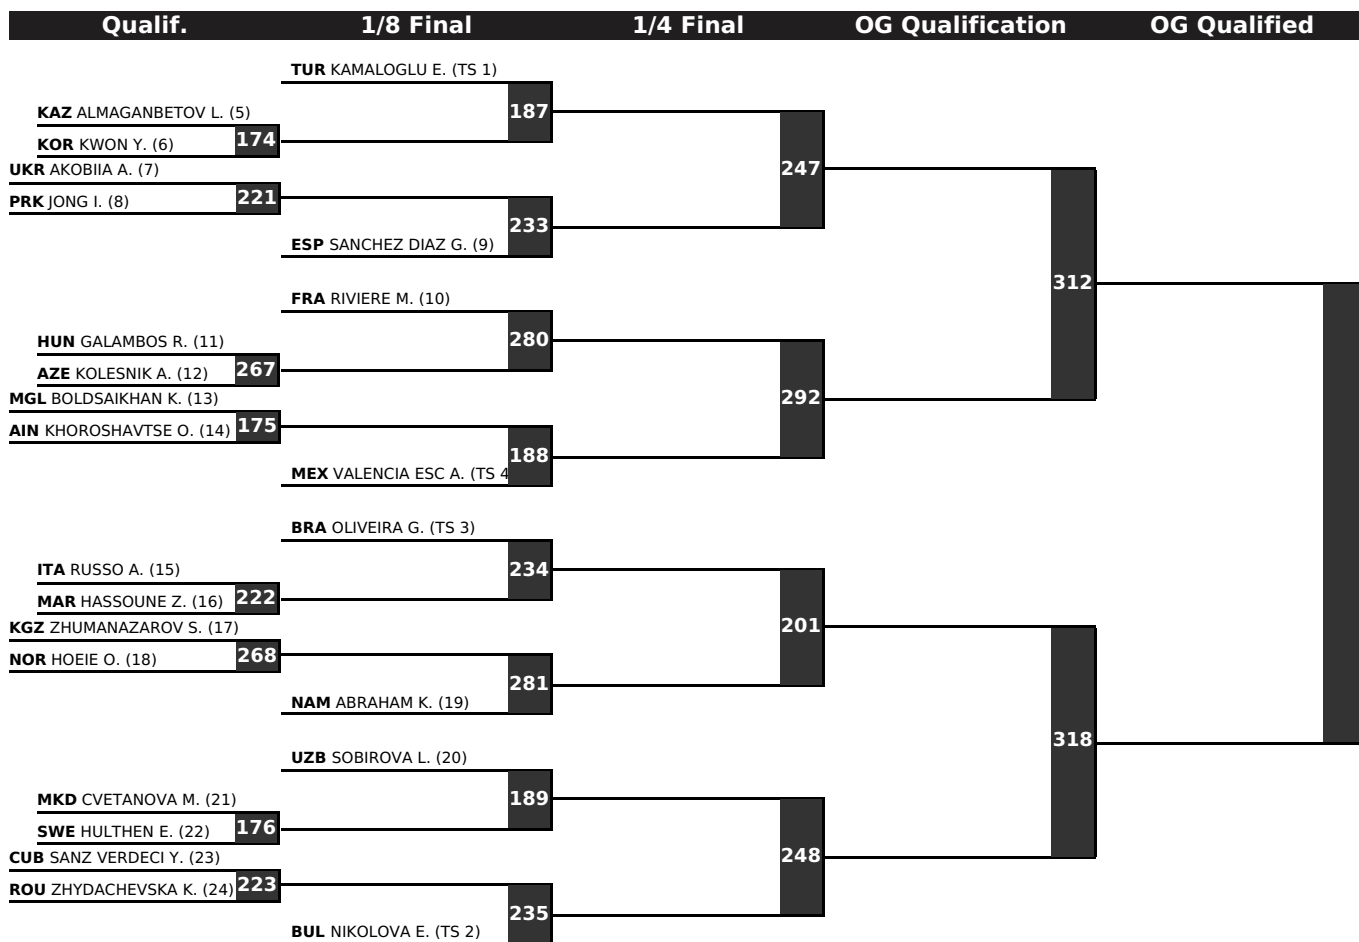 Qualif. 1/8 Final 1/4 Final OG Qualification OG Qualified
TUR KAMALOGLU E. (TS 1)
187
KAZ ALMAGANBETOV L. (5)
174
KOR KWON Y. (6)
247
UKR AKOBIIA A. (7)
221
PRK JONG I. (8)
233
ESP SANCHEZ DIAZ G. (9)
312
FRA RIVIERE M. (10)
280
HUN GALAMBOS R. (11)
267
AZE KOLESNIK A. (12)
292
MGL BOLDSAIKHAN K. (13)
175
AIN KHOROSHAVTSE O. (14)
188
MEX VALENCIA ESC A. (TS 4
BRA OLIVEIRA G. (TS 3)
234
ITA RUSSO A. (15)
222
MAR HASSOUNE Z. (16)
201
KGZ ZHUMANAZAROV S. (17)
268
NOR HOEIE O. (18)
281
NAM ABRAHAM K. (19)
318
UZB SOBIROVA L. (20)
189
MKD CVETANOVA M. (21)
176
SWE HULTHEN E. (22)
248
CUB SANZ VERDECI Y. (23)
223
ROU ZHYDACHEVSKA K. (24)
235
BUL NIKOLOVA E. (TS 2)